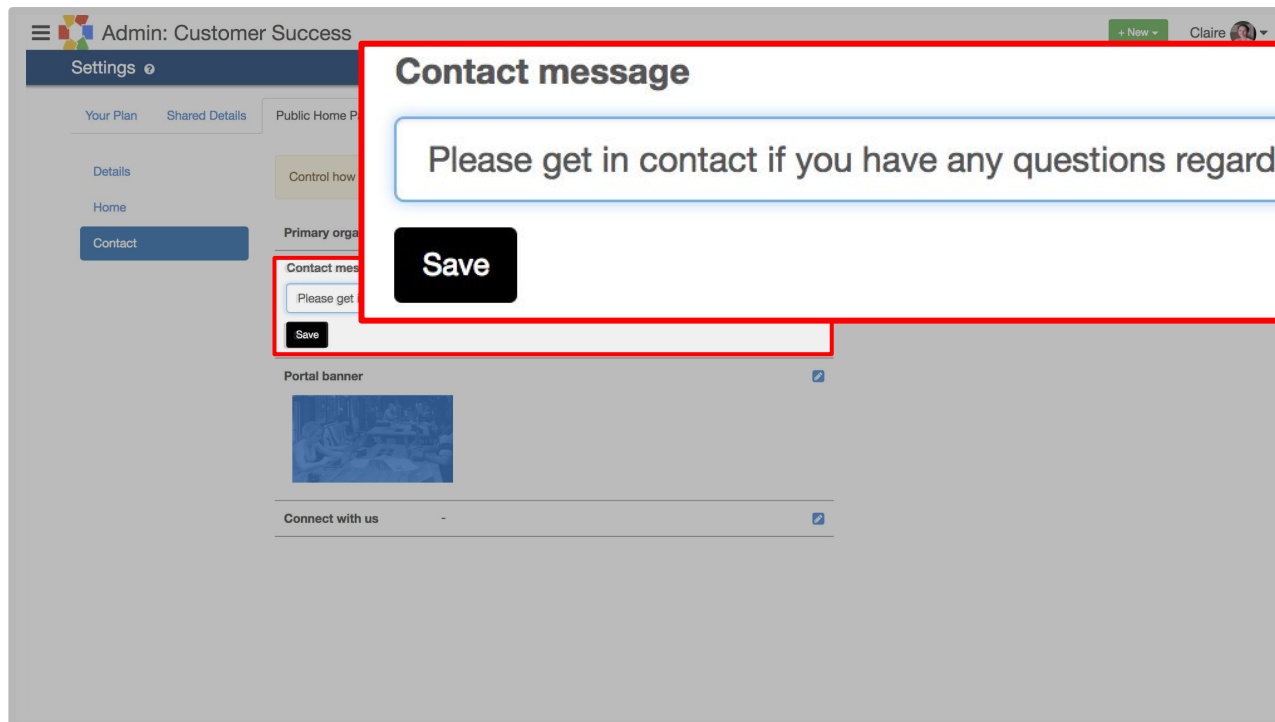 Admin: Customer Success
+ New
Claire
Settings
Contact message
Your Plan
Shared Details
Public Home P
Please get in contact if you have any questions regard
Details
Control how
Home
Contact
Primary orga
Save
Contact mes
Please get i
Save
Portal banner
Connect with us -